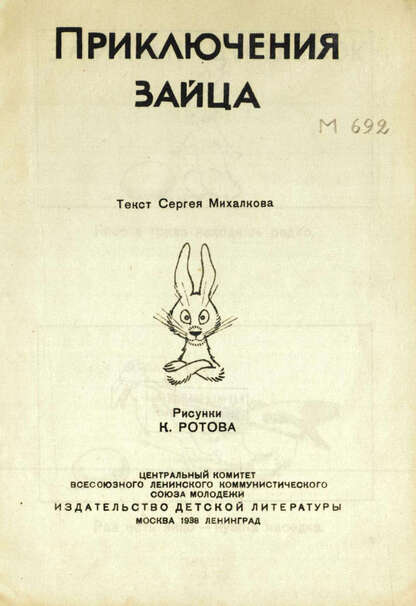 ПРИКЛЮЧЕНИЯ
ЗАЙЦА
М 692
Текст Сергея Михалкова
Рисунки
К. РОТОВА
ЦЕНТРАЛЬНЫЙ КОМИТЕТ
ВСЕСОЮЗНОГО ЛЕНИНСКОГО КОММУНИСТИЧЕСКОГО
СОЮЗА МОЛОДЕЖИ
ИЗДАТЕЛЬСТВО ДЕТСКОЙ ЛИТЕРАТУРЫ
МОСКВА 1938 ЛЕНИНГРАД